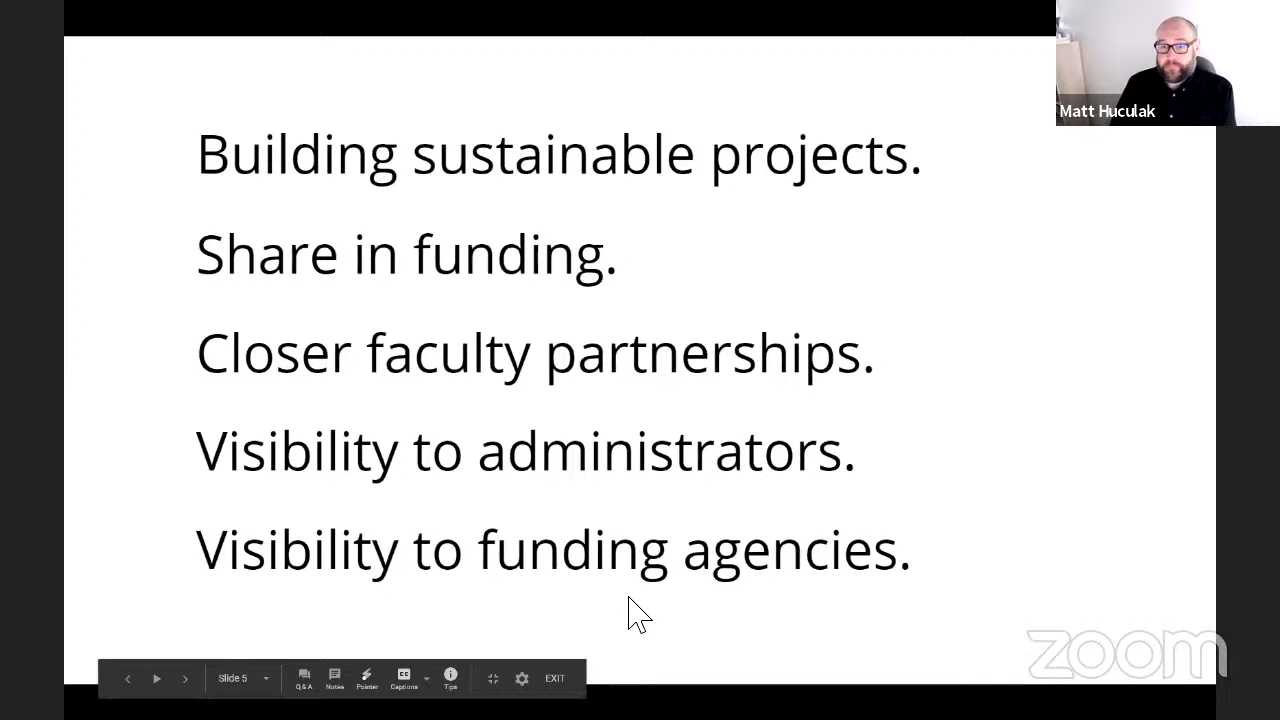 Matt Huculak
Building sustainable projects.
Share in funding.
Closer faculty partnerships.
Visibility to administrators.
Visibility to funding agencies.
zoom
Slide 5
Q&A
Notes
Pointer
CC
Captions
Tips
EXIT